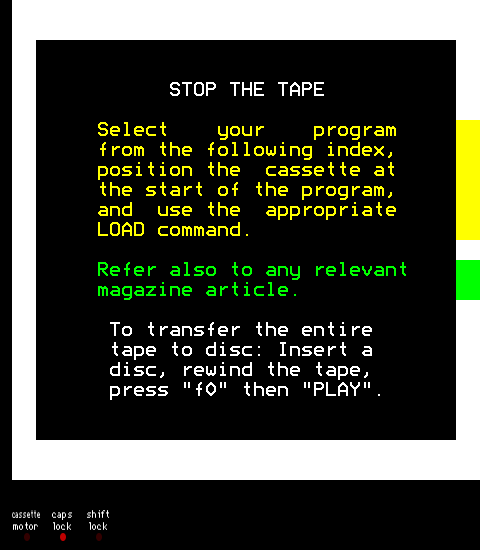 STOP THE TAPE
Select your program
from the following index,
position the cassette at
the start of the program,
and use the appropriate
LOAD command.
Refer also to any relevant
magazine article.
To transfer the entire
tape to disc: Insert a
disc, rewind the tape,
press "f0" then "PLAY".
cassette motor caps lock shift lock